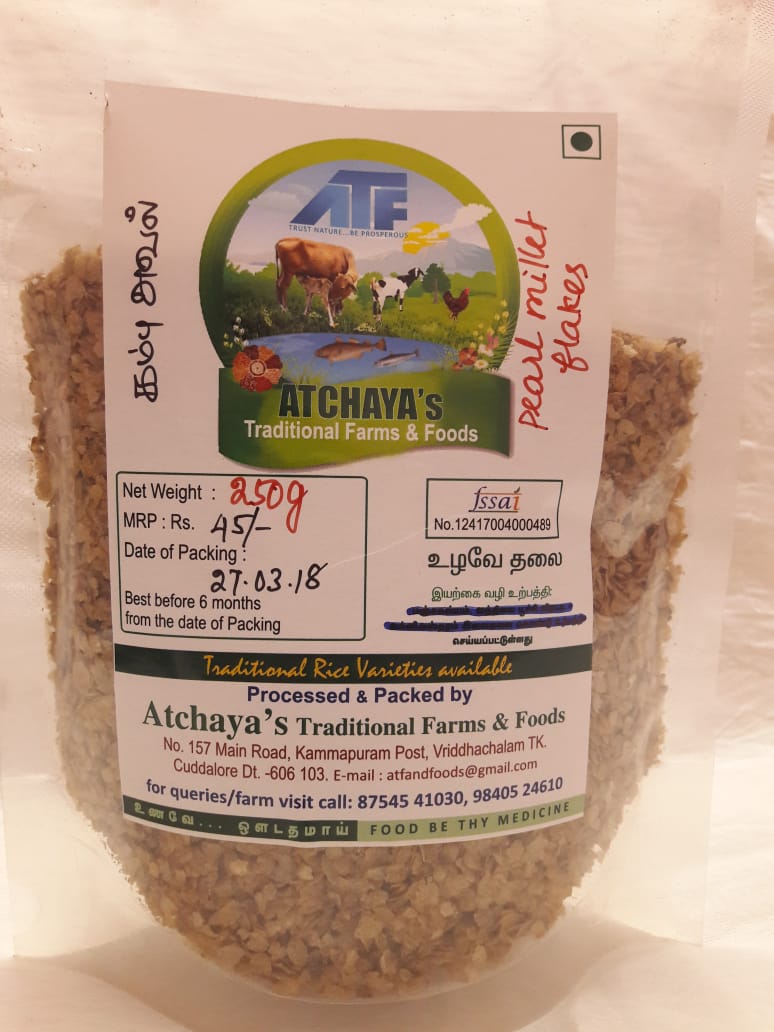 கம்பு அவல்
ATF
TRUST NATURE...BE PROSPEROUS
pearl millet
flakes
ATCHAYA's
Traditional Farms & Foods
Net Weight : 250g
MRP : Rs. 45/-
Date of Packing :
27.03.18
Best before 6 months
from the date of Packing
fssai
No.12417004000489
உழவே தலை
இயற்கை வழி உற்பத்தி:
செய்யப்பட்டுள்ளது
Traditional Rice Varieties available
Processed & Packed by
Atchaya's Traditional Farms & Foods
No. 157 Main Road, Kammapuram Post, Vriddhachalam TK.
Cuddalore Dt. -606 103. E-mail : atfandfoods@gmail.com
for queries/farm visit call: 87545 41030, 98405 24610
உணவே... ஔடதமாய் FOOD BE THY MEDICINE